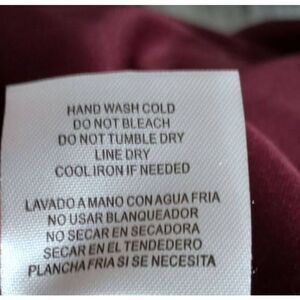 HAND WASH COLD
DO NOT BLEACH
DO NOT TUMBLE DRY
LINE DRY
COOL IRON IF NEEDED
LAVADO A MANO CON AGUA FRIA
NO USAR BLANQUEADOR
NO SECAR EN SECADORA
SECAR EN EL TENDEDERO
PLANCHA FRIA SI SE NECESITA